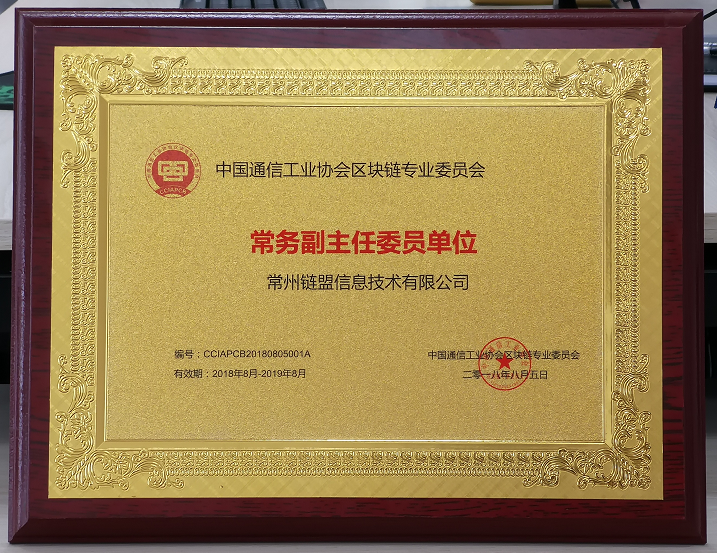 中国通信工业协会区块链专业委员会
CCIAPCB
常务副主任委员单位
常州链盟信息技术有限公司
编号：CCIAPCB20180805001A
有效期：2018年8月-2019年8月
中国通信工业协会区块链专业委员会
二零一八年八月五日